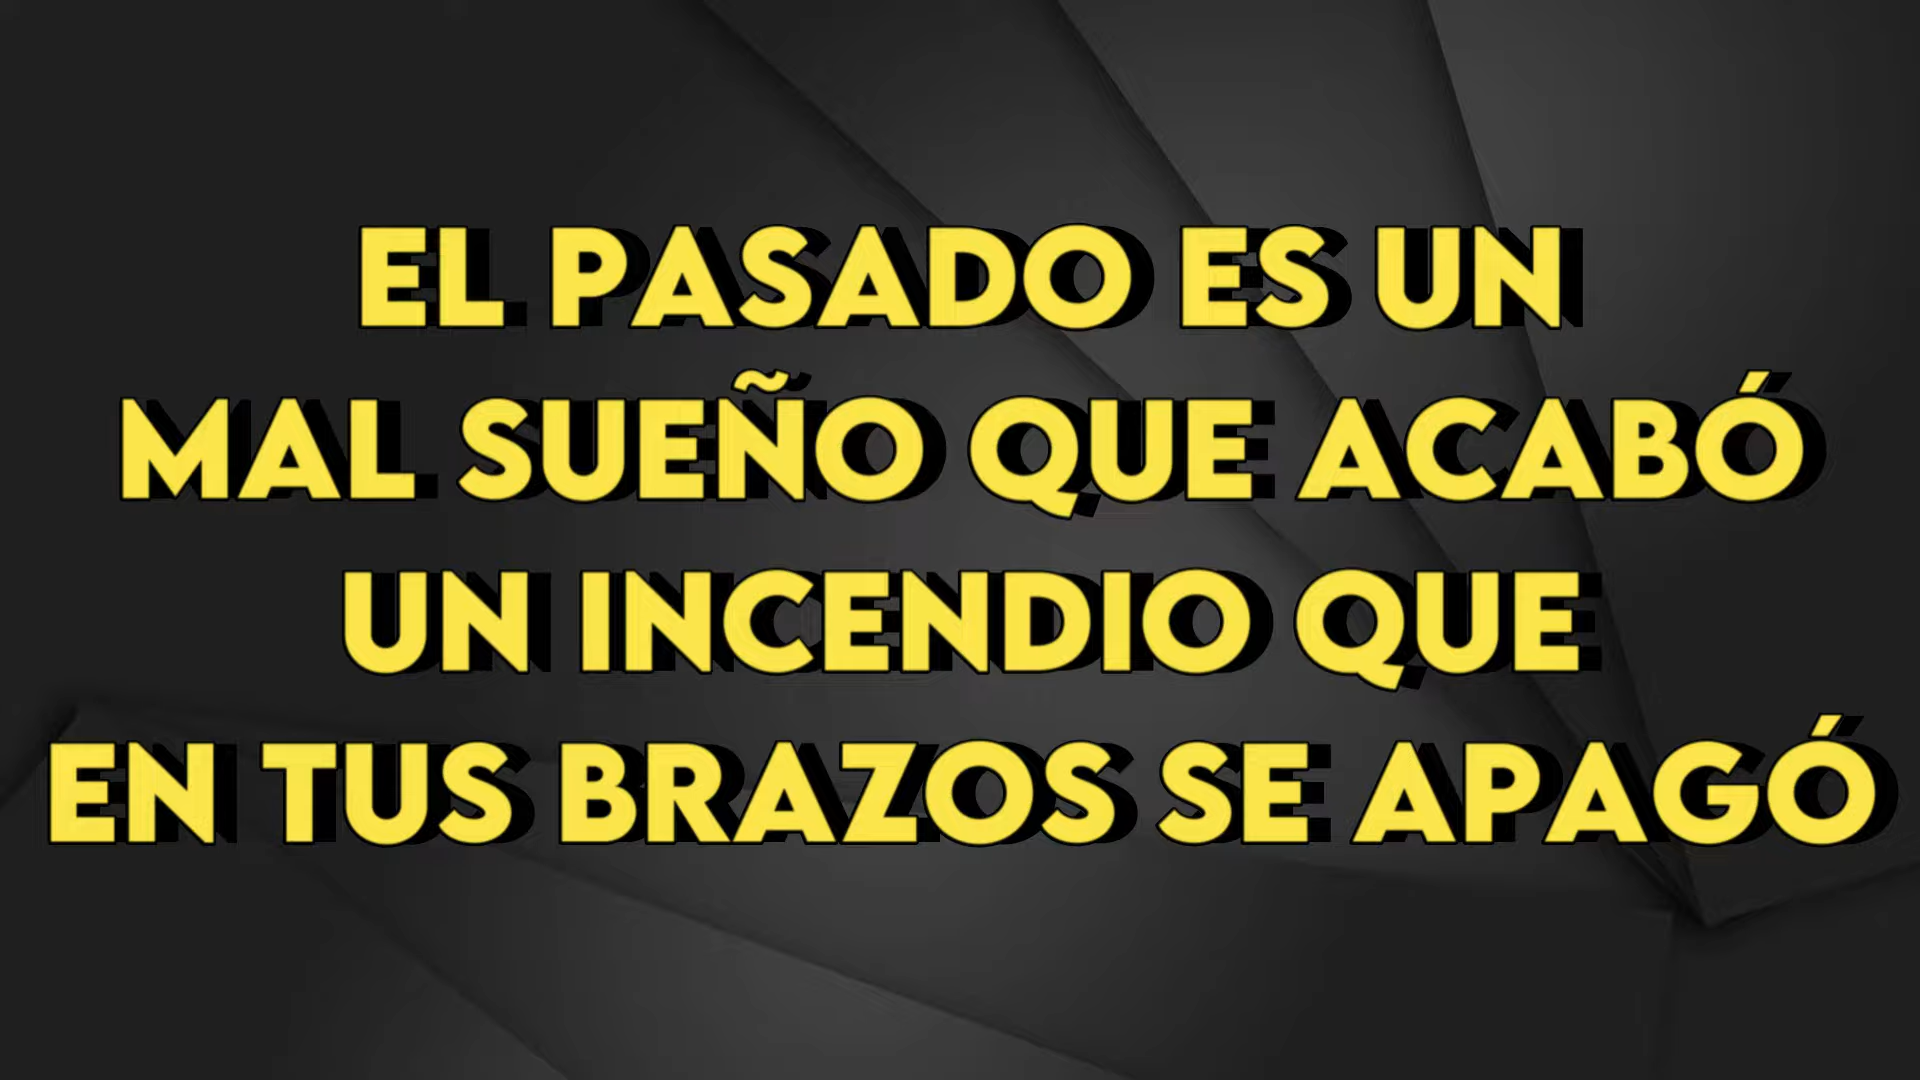 EL PASADO ES UN
MAL SUEÑO QUE ACABÓ
UN INCENDIO QUE
EN TUS BRAZOS SE APAGÓ